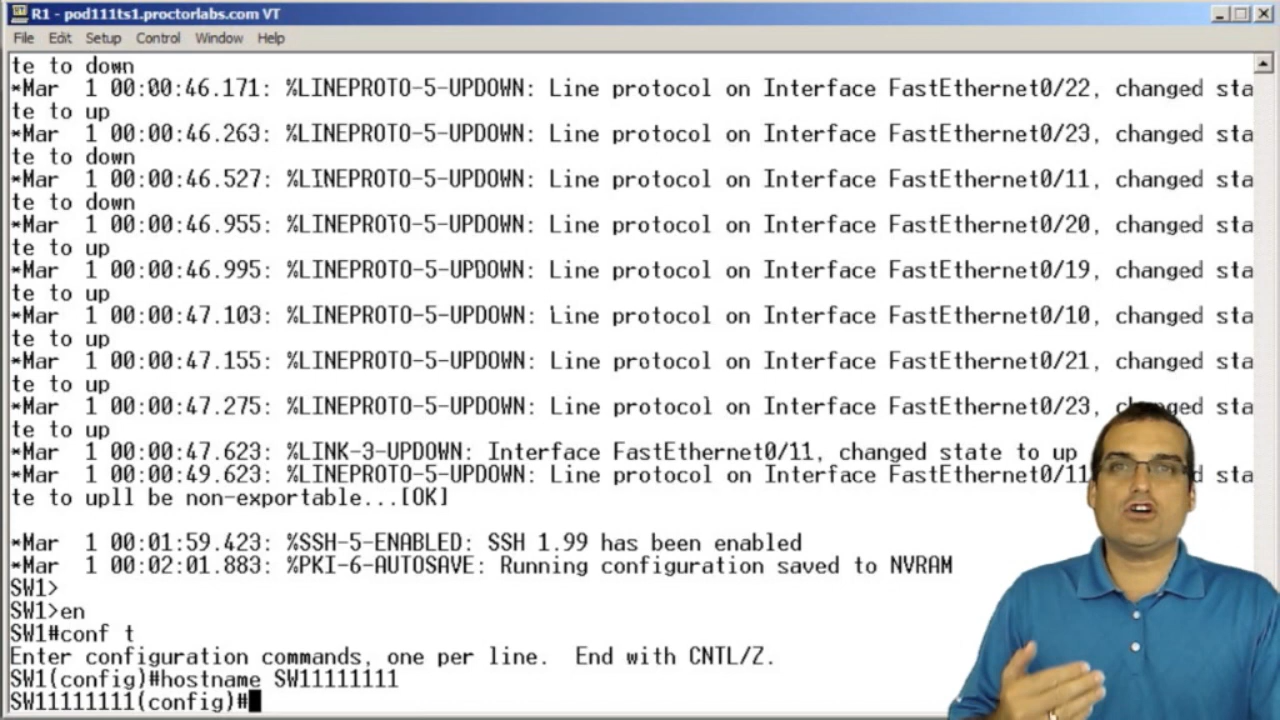 R1 - pod111ts1.proctorlabs.com VT
File Edit Setup Control Window Help
te to down
*Mar  1 00:00:46.171: %LINEPROTO-5-UPDOWN: Line protocol on Interface FastEthernet0/22, changed sta
te to up
*Mar  1 00:00:46.263: %LINEPROTO-5-UPDOWN: Line protocol on Interface FastEthernet0/23, changed sta
te to down
*Mar  1 00:00:46.527: %LINEPROTO-5-UPDOWN: Line protocol on Interface FastEthernet0/11, changed sta
te to down
*Mar  1 00:00:46.955: %LINEPROTO-5-UPDOWN: Line protocol on Interface FastEthernet0/20, changed sta
te to up
*Mar  1 00:00:46.995: %LINEPROTO-5-UPDOWN: Line protocol on Interface FastEthernet0/19, changed sta
te to up
*Mar  1 00:00:47.103: %LINEPROTO-5-UPDOWN: Line protocol on Interface FastEthernet0/10, changed sta
te to up
*Mar  1 00:00:47.155: %LINEPROTO-5-UPDOWN: Line protocol on Interface FastEthernet0/21, changed sta
te to up
*Mar  1 00:00:47.275: %LINEPROTO-5-UPDOWN: Line protocol on Interface FastEthernet0/23, changed sta
te to up
*Mar  1 00:00:47.623: %LINK-3-UPDOWN: Interface FastEthernet0/11, changed state to up
*Mar  1 00:00:49.623: %LINEPROTO-5-UPDOWN: Line protocol on Interface FastEthernet0/11 sta
te to upll be non-exportable...[OK]
*Mar  1 00:01:59.423: %SSH-5-ENABLED: SSH 1.99 has been enabled
*Mar  1 00:02:01.883: %PKI-6-AUTOSAVE: Running configuration saved to NVRAM
SW1>
SW1>en
SW1#conf t
Enter configuration commands, one per line.  End with CNTL/Z.
SW1(config)#hostname SW11111111
SW11111111(config)#